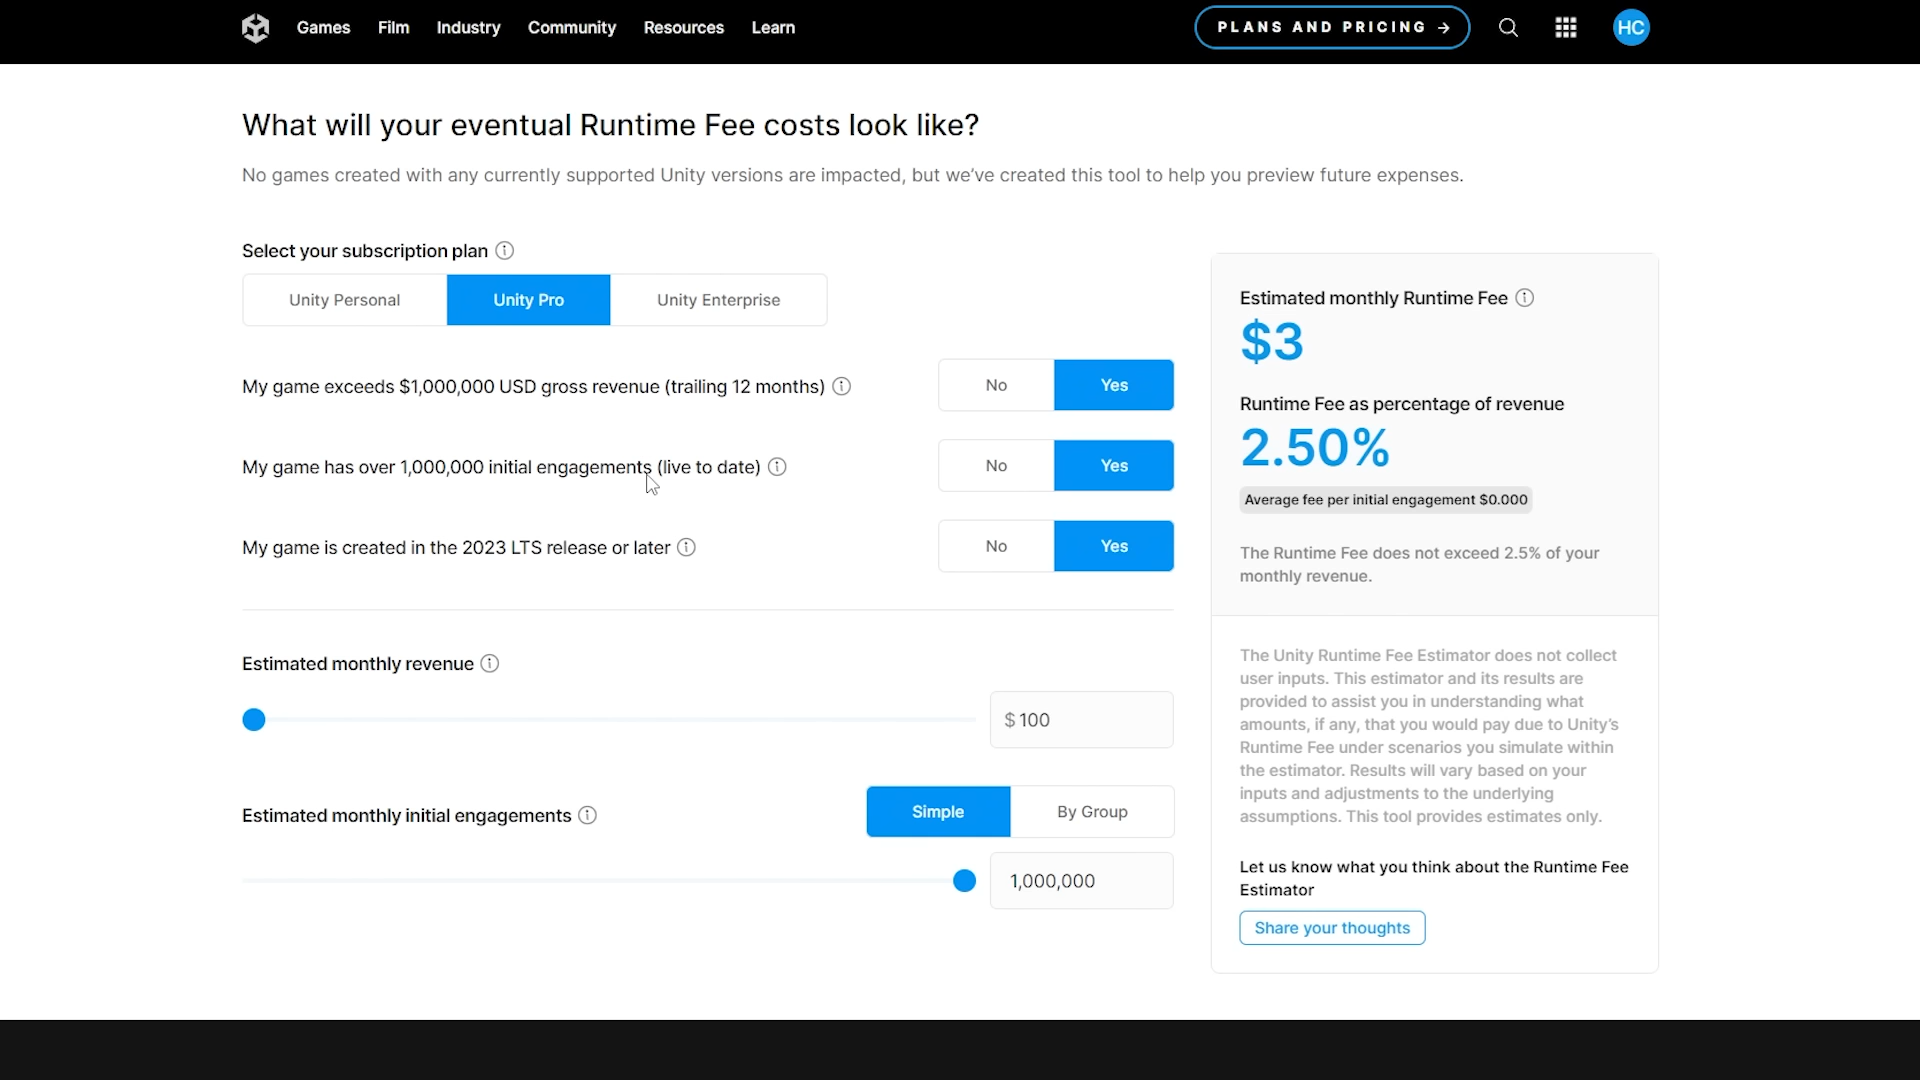 Games Film Industry Community Resources Learn PLANS AND PRICING → HC
What will your eventual Runtime Fee costs look like?
No games created with any currently supported Unity versions are impacted, but we’ve created this tool to help you preview future expenses.
Select your subscription plan
Unity Personal Unity Pro Unity Enterprise
My game exceeds $1,000,000 USD gross revenue (trailing 12 months)
No Yes
My game has over 1,000,000 initial engagements (live to date)
No Yes
My game is created in the 2023 LTS release or later
No Yes
Estimated monthly revenue
$ 100
Estimated monthly initial engagements
Simple By Group
1,000,000
Estimated monthly Runtime Fee
$3
Runtime Fee as percentage of revenue
2.50%
Average fee per initial engagement $0.000
The Runtime Fee does not exceed 2.5% of your
monthly revenue.
The Unity Runtime Fee Estimator does not collect
user inputs. This estimator and its results are
provided to assist you in understanding what
amounts, if any, that you would pay due to Unity’s
Runtime Fee under scenarios you simulate within
the estimator. Results will vary based on your
inputs and adjustments to the underlying
assumptions. This tool provides estimates only.
Let us know what you think about the Runtime Fee
Estimator
Share your thoughts